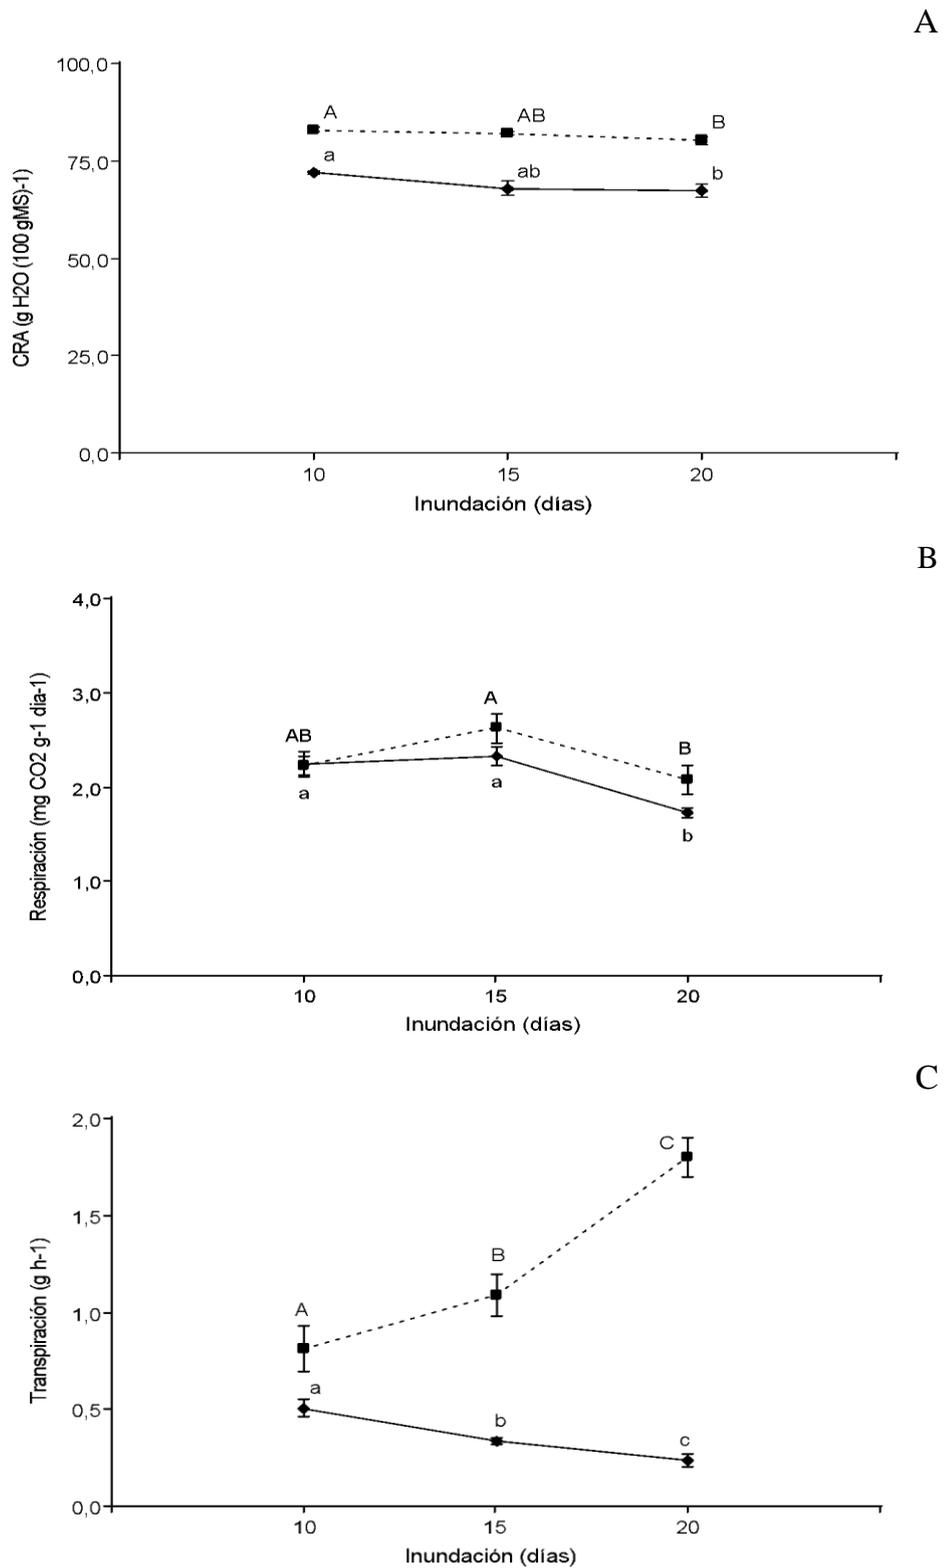 A
100,0
A
AB
B
75,0
a
ab
b
50,0
25,0
0,0
CRA (g H2O (100 gMS)-1)
10 15 20
Inundación (días)
B
4,0
3,0
A
AB
B
2,0
a
a
b
1,0
0,0
Respiración (mg CO2 g-1 dia-1)
10 15 20
Inundación (días)
C
2,0
C
1,5
B
1,0
A
a
0,5
b
c
0,0
Transpiración (g h-1)
10 15 20
Inundación (días)